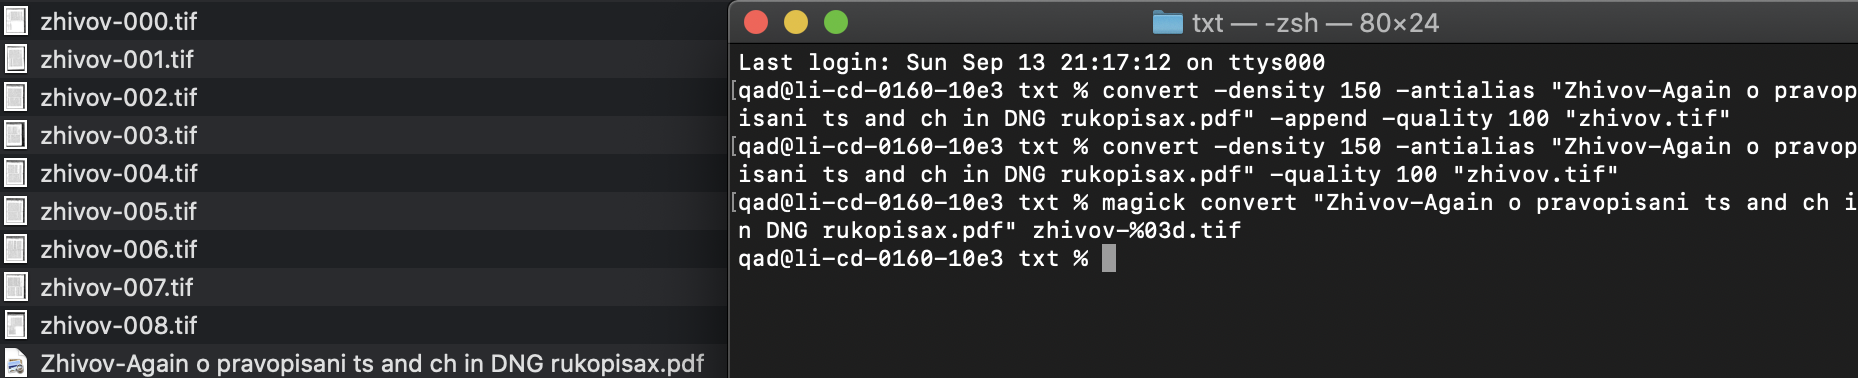 zhivov-000.tif
zhivov-001.tif
zhivov-002.tif
zhivov-003.tif
zhivov-004.tif
zhivov-005.tif
zhivov-006.tif
zhivov-007.tif
zhivov-008.tif
Zhivov-Again o pravopisani ts and ch in DNG rukopisax.pdf
txt — -zsh — 80×24
Last login: Sun Sep 13 21:17:12 on ttys000
[qad@li-cd-0160-10e3 txt % convert -density 150 -antialias "Zhivov-Again o pravop
isani ts and ch in DNG rukopisax.pdf" -append -quality 100 "zhivov.tif"
[qad@li-cd-0160-10e3 txt % convert -density 150 -antialias "Zhivov-Again o pravop
isani ts and ch in DNG rukopisax.pdf" -quality 100 "zhivov.tif"
[qad@li-cd-0160-10e3 txt % magick convert "Zhivov-Again o pravopisani ts and ch i
n DNG rukopisax.pdf" zhivov-%03d.tif
qad@li-cd-0160-10e3 txt %